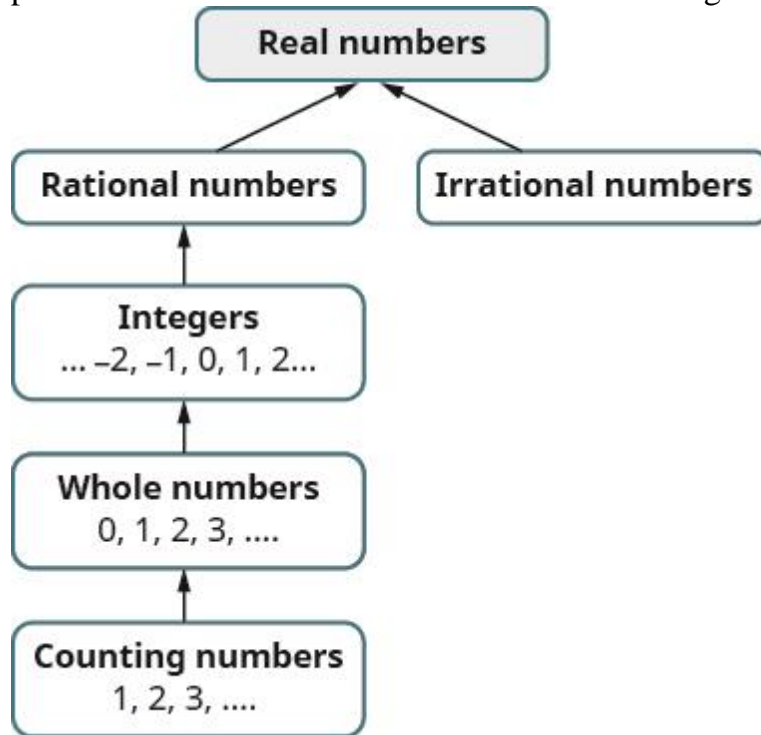 Real numbers
Rational numbers
Irrational numbers
Integers
... –2, –1, 0, 1, 2...
Whole numbers
0, 1, 2, 3, ....
Counting numbers
1, 2, 3, ....